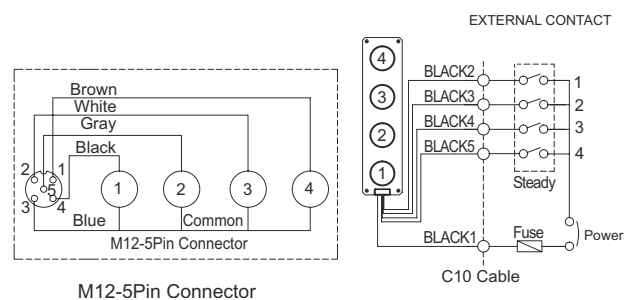 EXTERNAL CONTACT
Brown
White
Gray
Black
2
1
5
3
4
1
2
3
4
Blue
Common
M12-5Pin Connector
M12-5Pin Connector
4
3
2
1
BLACK2
BLACK3
BLACK4
BLACK5
BLACK1
1
2
3
4
Steady
Fuse
Power
C10 Cable